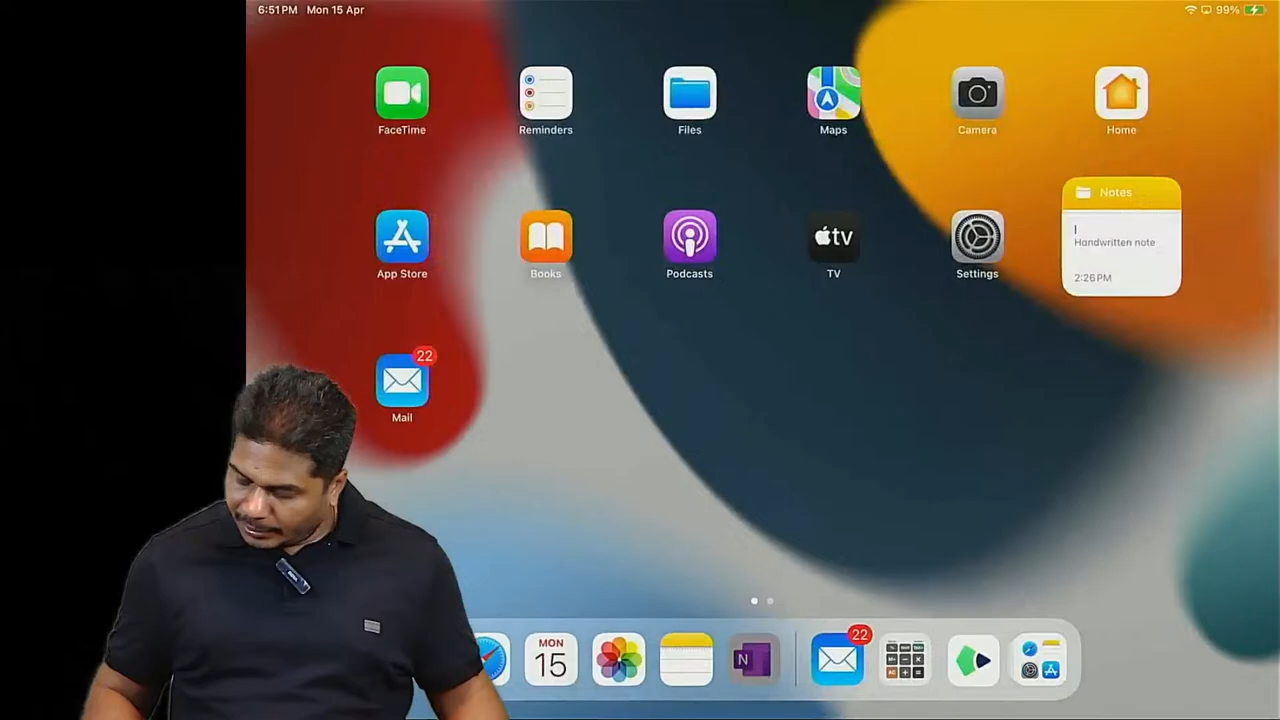 6:51 PM Mon 15 Apr
99%
FaceTime
Reminders
Files
Maps
Camera
Home
App Store
Books
Podcasts
tv
TV
Settings
Notes
Handwritten note
2:26 PM
22
Mail
MON
15
N
22